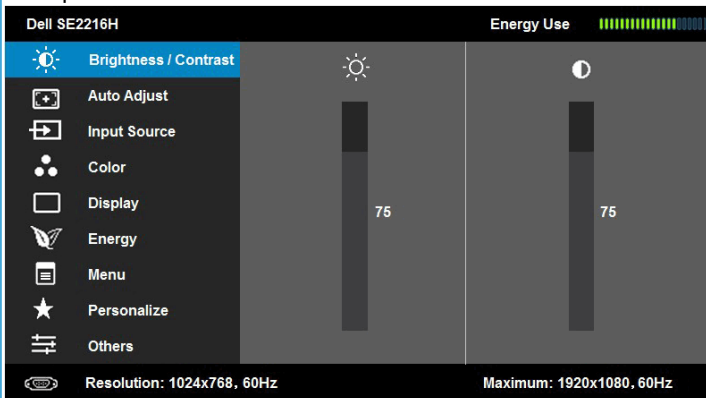 Dell SE2216H Energy Use
Brightness / Contrast
Auto Adjust
Input Source
Color
Display
75 75
Energy
Menu
Personalize
Others
Resolution: 1024x768, 60Hz Maximum: 1920x1080, 60Hz